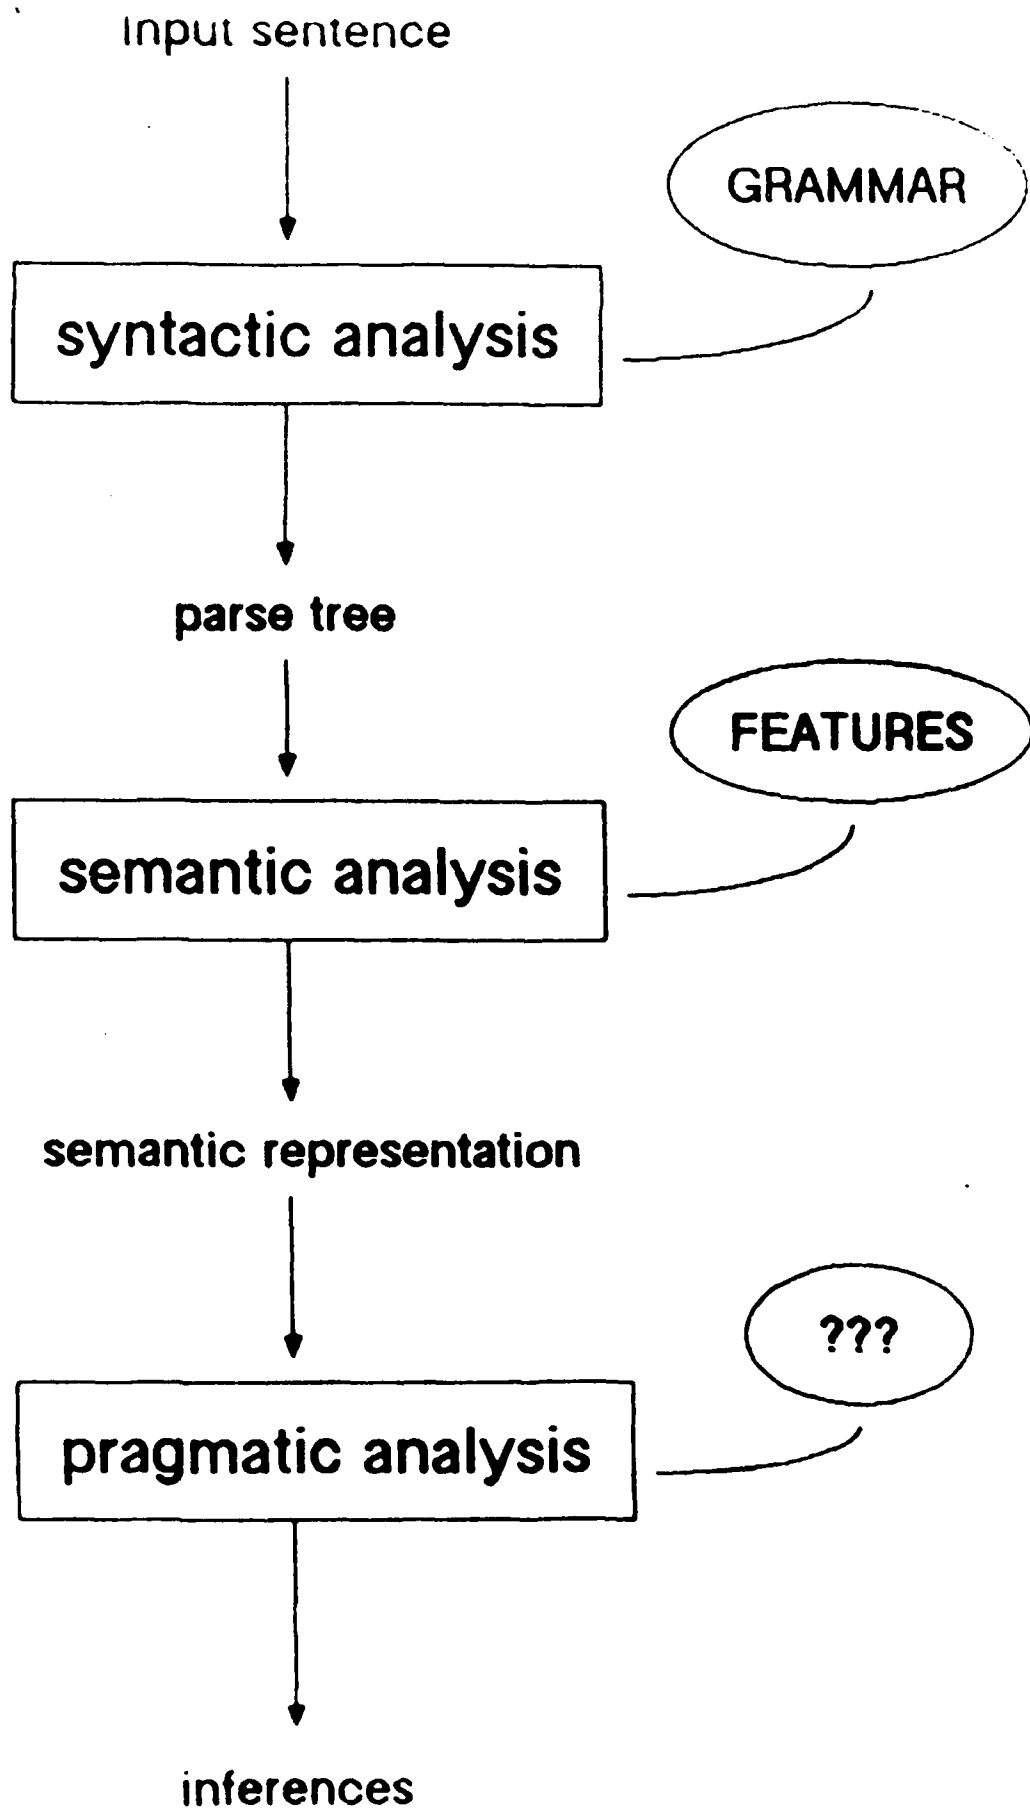 Input sentence
GRAMMAR
syntactic analysis
parse tree
FEATURES
semantic analysis
semantic representation
???
pragmatic analysis
inferences